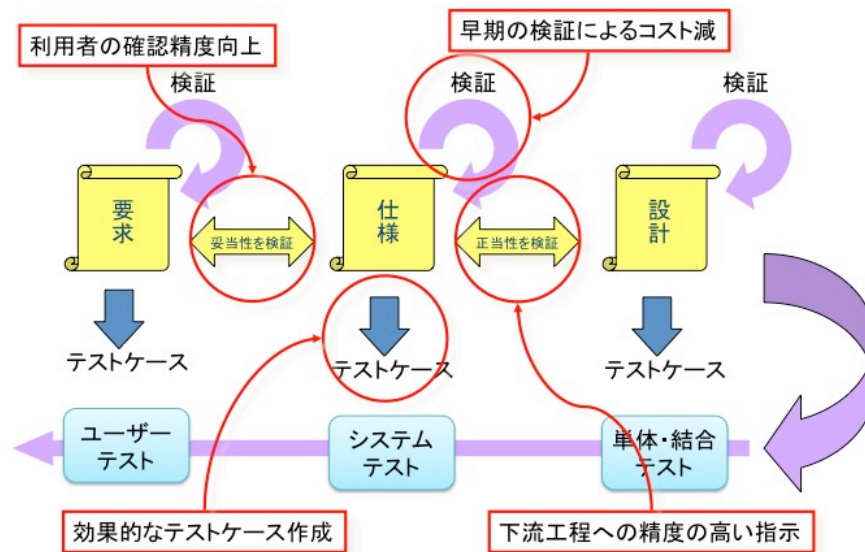 利用者の確認精度向上
早期の検証によるコスト減
検証
検証
検証
要求
仕様
設計
妥当性を検証
正当性を検証
テストケース
テストケース
テストケース
ユーザー
テスト
システム
テスト
単体・結合
テスト
効果的なテストケース作成
下流工程への精度の高い指示